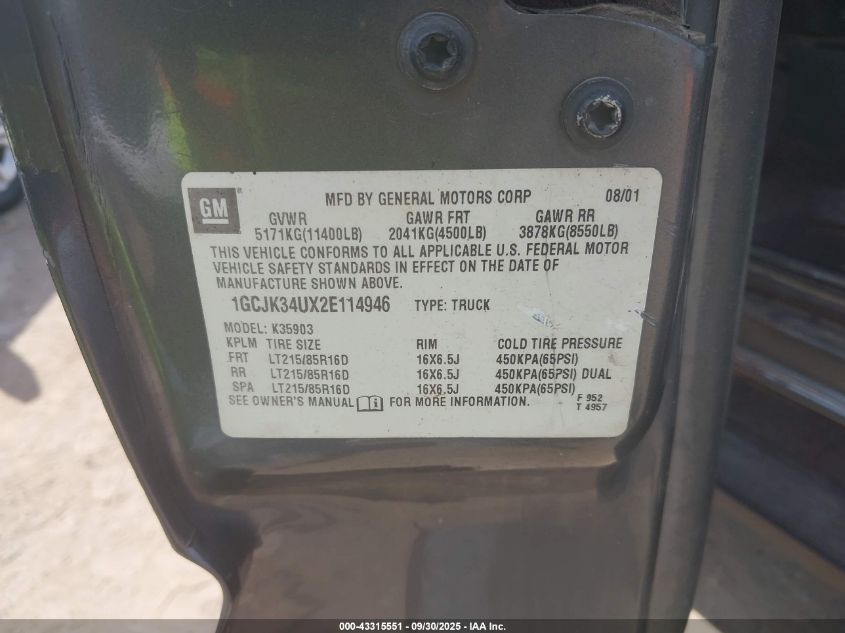 GM MFD BY GENERAL MOTORS CORP 08/01
GVWR GAWR FRT GAWR RR
5171KG(11400LB) 2041KG(4500LB) 3878KG(8550LB)
THIS VEHICLE CONFORMS TO ALL APPLICABLE U.S. FEDERAL MOTOR
VEHICLE SAFETY STANDARDS IN EFFECT ON THE DATE OF
MANUFACTURE SHOWN ABOVE.
1GCJK34UX2E114946 TYPE: TRUCK
MODEL: K35903
KPLM TIRE SIZE RIM COLD TIRE PRESSURE
FRT LT215/85R16D 16X6.5J 450KPA(65PSI)
RR LT215/85R16D 16X6.5J 450KPA(65PSI) DUAL
SPA LT215/85R16D 16X6.5J 450KPA(65PSI)
SEE OWNER'S MANUAL FOR MORE INFORMATION.
F 952
T 4957
000-43315551 - 09/30/2025 - IAA Inc.